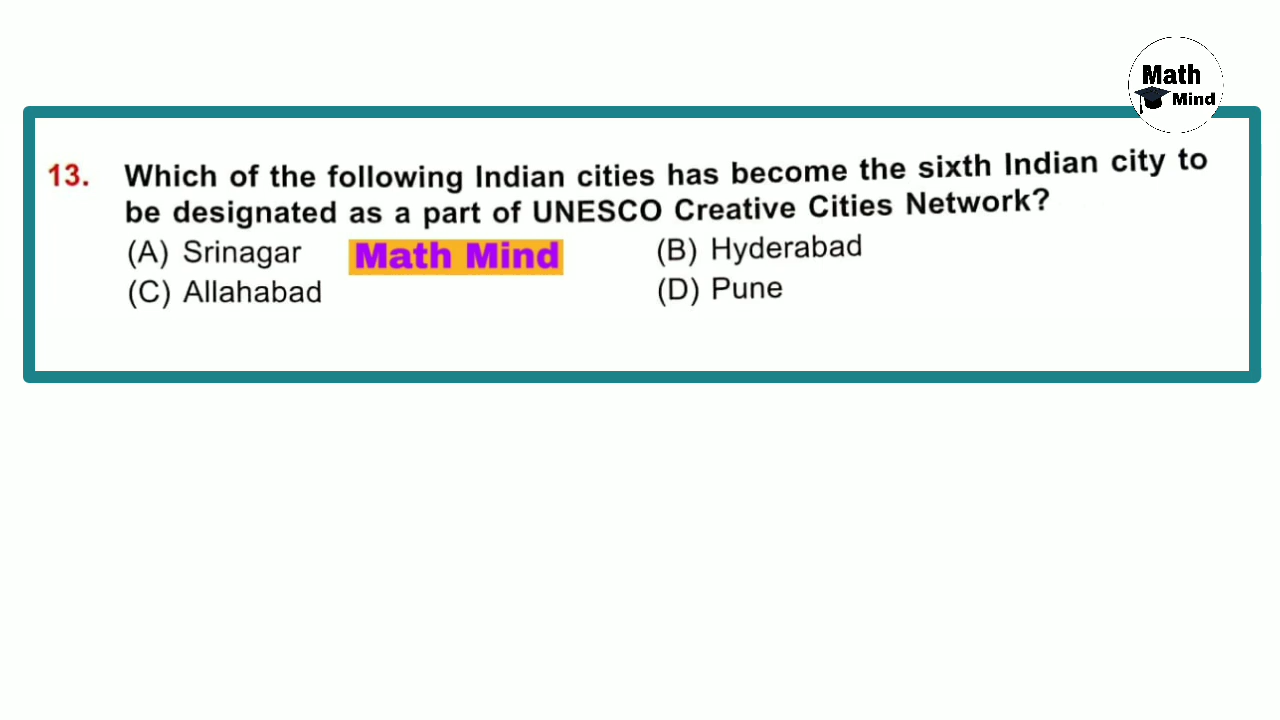 Math
Mind
13. Which of the following Indian cities has become the sixth Indian city to
be designated as a part of UNESCO Creative Cities Network?
(A) Srinagar Math Mind (B) Hyderabad
(C) Allahabad (D) Pune